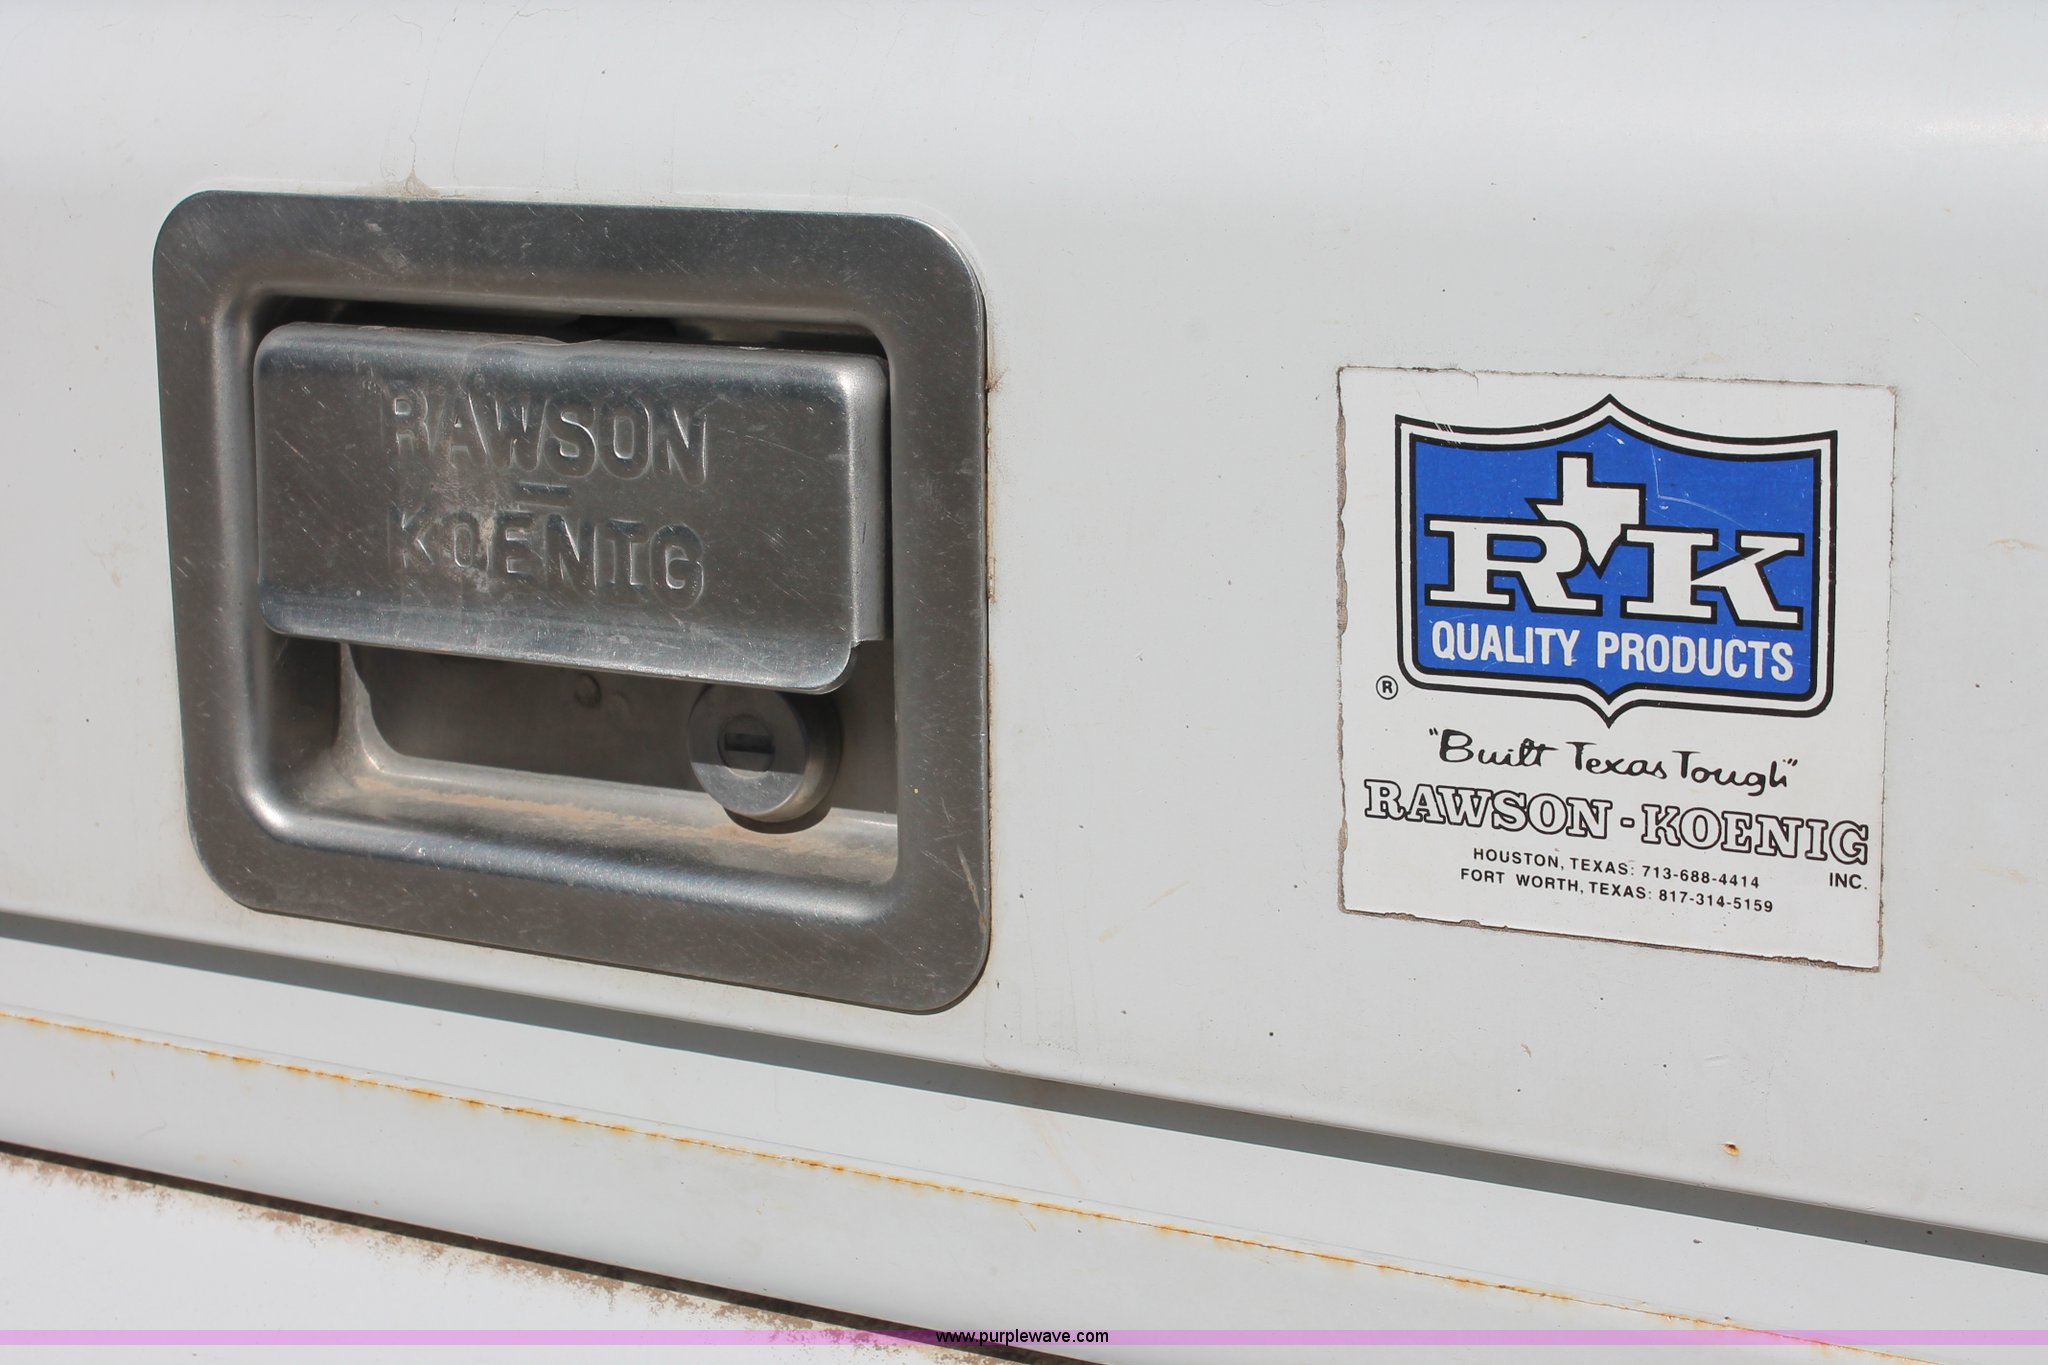 RAWSON
-
KOENIG
RK
QUALITY PRODUCTS
®
"Built Texas Tough"
RAWSON-KOENIG
INC.
HOUSTON, TEXAS: 713-688-4414
FORT WORTH, TEXAS: 817-314-5159
www.purplewave.com